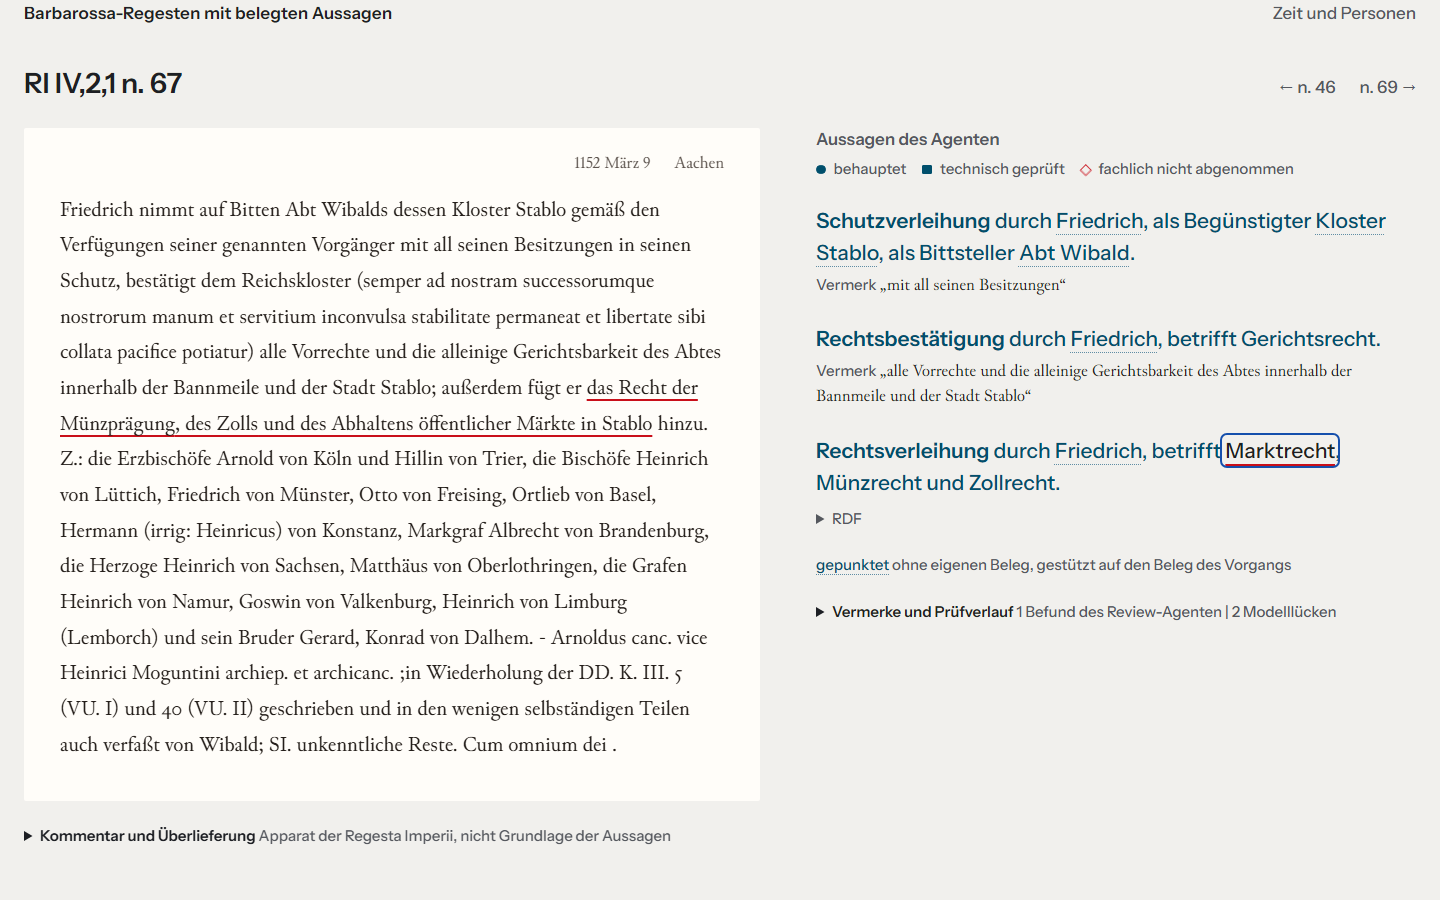 Barbarossa-Regesten mit belegten Aussagen
Zeit und Personen
RI IV,2,1 n. 67
← n. 46 n. 69 →
1152 März 9 Aachen
Friedrich nimmt auf Bitten Abt Wibalds dessen Kloster Stablo gemäß den
Verfügungen seiner genannten Vorgänger mit all seinen Besitzungen in seinen
Schutz, bestätigt dem Reichskloster (semper ad nostram successorumque
nostrorum manum et servitium inconvulsa stabilitate permaneat et libertate sibi
collata pacifice potiatur) alle Vorrechte und die alleinige Gerichtsbarkeit des Abtes
innerhalb der Bannmeile und der Stadt Stablo; außerdem fügt er das Recht der
Münzprägung, des Zolls und des Abhaltens öffentlicher Märkte in Stablo hinzu.
Z.: die Erzbischöfe Arnold von Köln und Hillin von Trier, die Bischöfe Heinrich
von Lüttich, Friedrich von Münster, Otto von Freising, Ortlieb von Basel,
Hermann (irrig: Heinricus) von Konstanz, Markgraf Albrecht von Brandenburg,
die Herzoge Heinrich von Sachsen, Matthäus von Oberlothringen, die Grafen
Heinrich von Namur, Goswin von Valkenburg, Heinrich von Limburg
(Lemborch) und sein Bruder Gerard, Konrad von Dalhem. - Arnoldus canc. vice
Heinrici Moguntini archiep. et archicanc. ;in Wiederholung der DD. K. III. 5
(VU. I) und 40 (VU. II) geschrieben und in den wenigen selbständigen Teilen
auch verfaßt von Wibald; SI. unkenntliche Reste. Cum omnium dei .
Kommentar und Überlieferung Apparat der Regesta Imperii, nicht Grundlage der Aussagen
Aussagen des Agenten
behauptet technisch geprüft fachlich nicht abgenommen
Schutzverleihung durch Friedrich, als Begünstigter Kloster
Stablo, als Bittsteller Abt Wibald.
Vermerk „mit all seinen Besitzungen“
Rechtsbestätigung durch Friedrich, betrifft Gerichtsrecht.
Vermerk „alle Vorrechte und die alleinige Gerichtsbarkeit des Abtes innerhalb der
Bannmeile und der Stadt Stablo“
Rechtsverleihung durch Friedrich, betrifft Marktrecht,
Münzrecht und Zollrecht.
RDF
gepunktet ohne eigenen Beleg, gestützt auf den Beleg des Vorgangs
Vermerke und Prüfverlauf 1 Befund des Review-Agenten | 2 Modelllücken